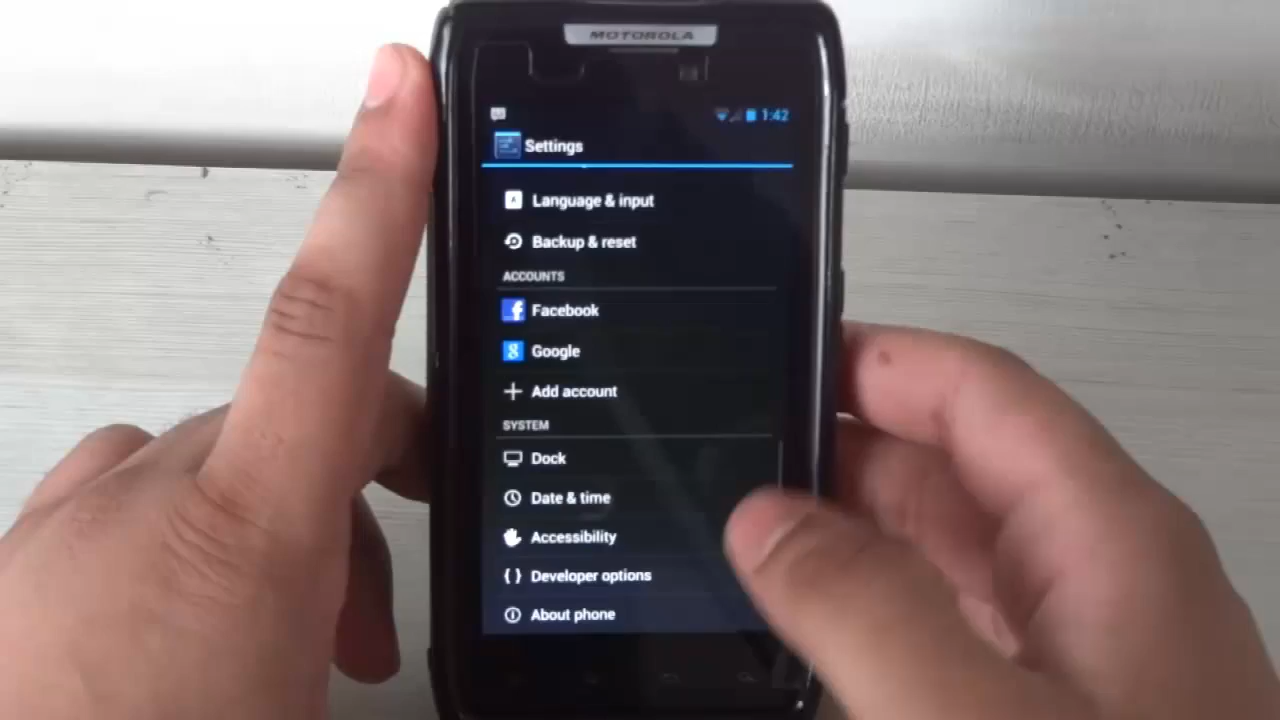 MOTOROLA
1:42
Settings
Language & input
Backup & reset
ACCOUNTS
Facebook
Google
Add account
SYSTEM
Dock
Date & time
Accessibility
Developer options
About phone